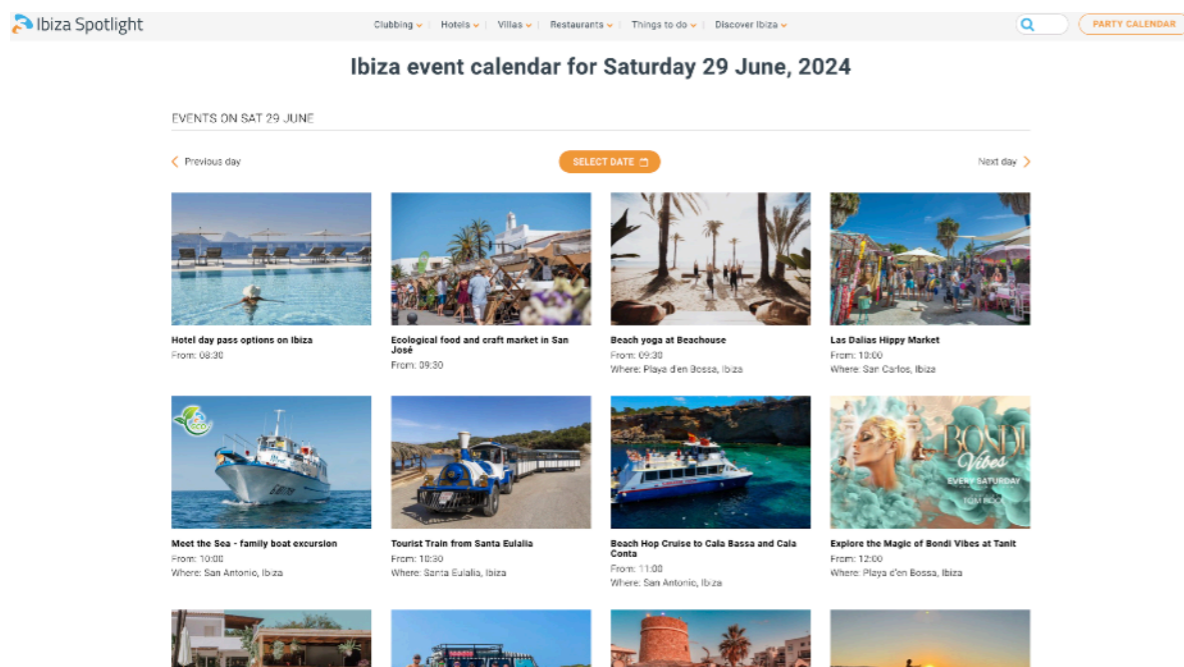 Ibiza Spotlight
Clubbing
Hotels
Villas
Restaurants
Things to do
Discover Ibiza
PARTY CALENDAR
Ibiza event calendar for Saturday 29 June, 2024
EVENTS ON SAT 29 JUNE
Previous day
SELECT DATE
Next day
Hotel day pass options on Ibiza
From: 08:30
Ecological food and craft market in San
José
From: 09:30
Beach yoga at Beachouse
From: 09:30
Where: Playa d'en Bossa, Ibiza
Las Dalias Hippy Market
From: 10:00
Where: San Carlos, Ibiza
eco
Meet the Sea - family boat excursion
From: 10:00
Where: San Antonio, Ibiza
Tourist Train from Santa Eulalia
From: 10:30
Where: Santa Eulalia, Ibiza
Beach Hop Cruise to Cala Bassa and Cala
Conta
From: 11:00
Where: San Antonio, Ibiza
BONDI
Vibes
EVERY SATURDAY
Explore the Magic of Bondi Vibes at Tanit
From: 12:00
Where: Playa d'en Bossa, Ibiza